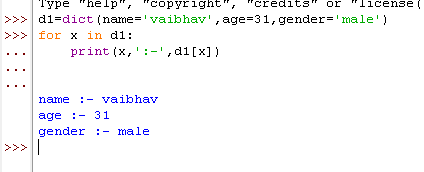 Type "help", "copyright", "credits" or "license(
>>> d1=dict(name='vaibhav',age=31,gender='male')
>>> for x in d1:
...     print(x,':-',d1[x])
...
...
name :- vaibhav
age :- 31
gender :- male
>>>